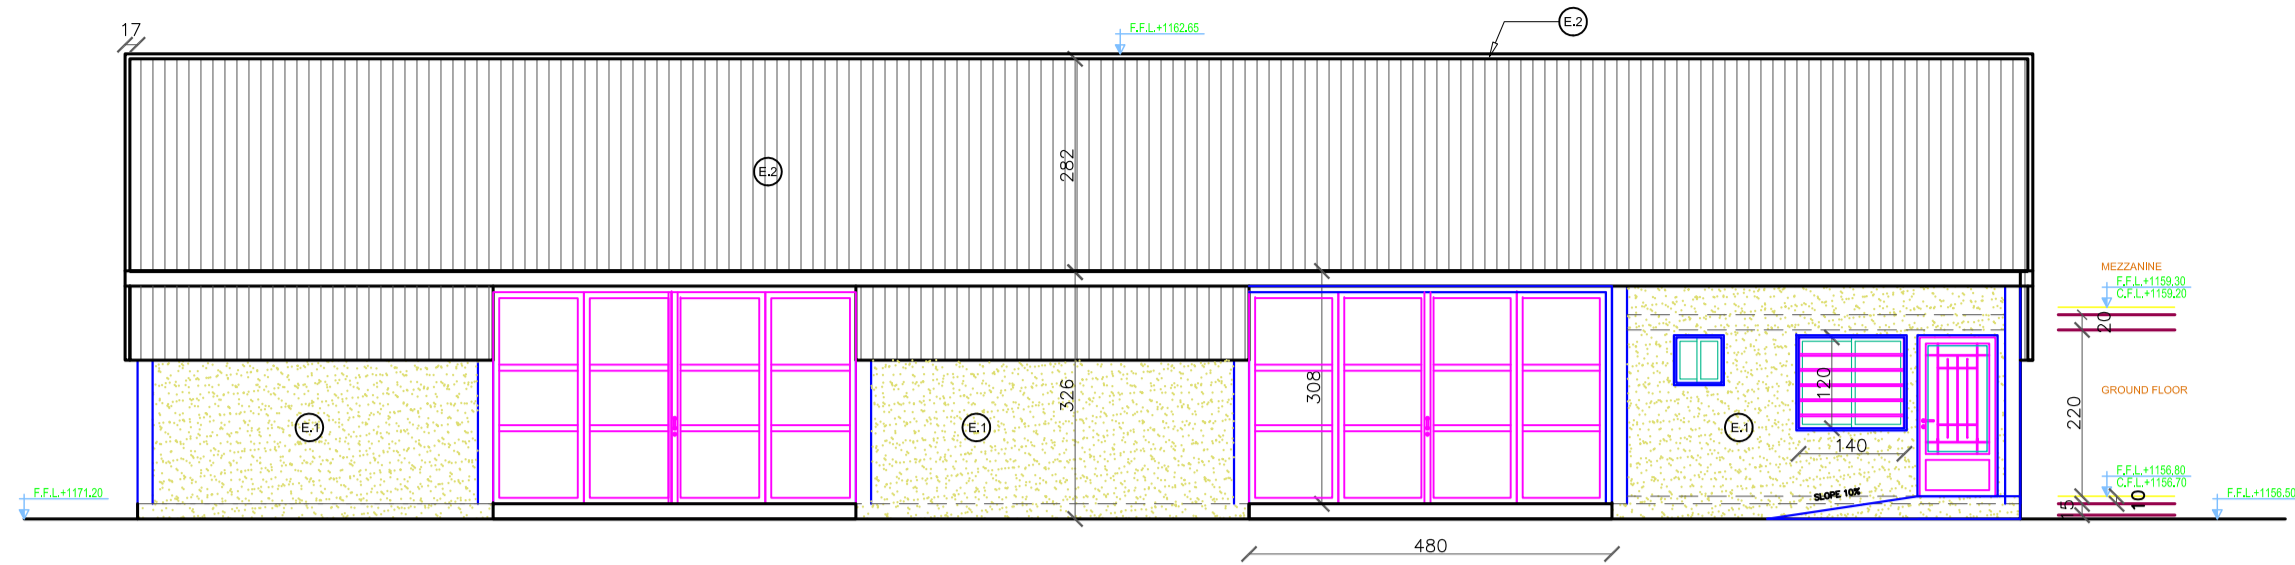 17
F.F.L.+1162.65
E.2
E.2
282
MEZZANINE
F.F.L.+1159.30
C.F.L.+1159.20
20
326
308
120
GROUND FLOOR
220
E.1
E.1
E.1
140
F.F.L.+1171.20
SLOPE 10%
F.F.L.+1156.80
C.F.L.+1156.70
10
15
F.F.L.+1156.50
480